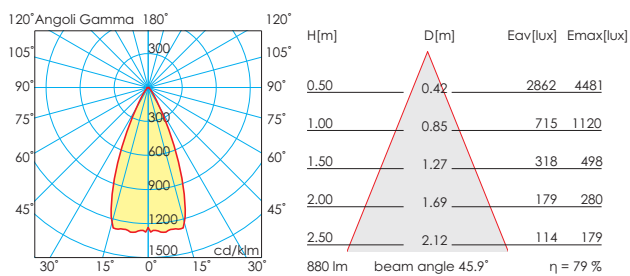 120° Angoli Gamma 180° 120°
105° 300 105°
90° 90°
75° 300 75°
60° 600 60°
900
45° 1200 45°
1500 cd/klm
30° 15° 0° 15° 30°
H[m] D[m] Eav[lux] Emax[lux]
0.50 0.42 2862 4481
1.00 0.85 715 1120
1.50 1.27 318 498
2.00 1.69 179 280
2.50 2.12 114 179
880 lm beam angle 45.9° η = 79 %